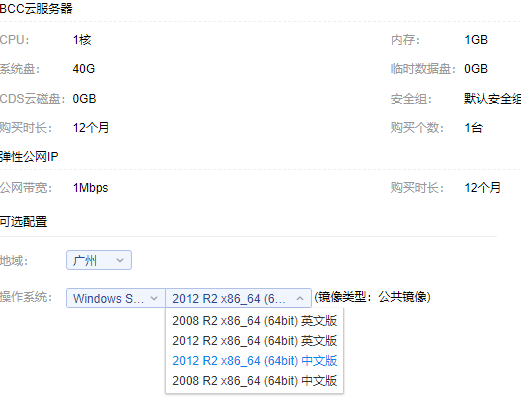 BCC云服务器
CPU： 1核 内存： 1GB
系统盘： 40G 临时数据盘： 0GB
CDS云磁盘： 0GB 安全组： 默认安全组
购买时长： 12个月 购买个数： 1台
弹性公网IP
公网带宽： 1Mbps 购买时长： 12个月
可选配置
地域： 广州
操作系统： Windows S... 2012 R2 x86_64 (6... (镜像类型：公共镜像)
2008 R2 x86_64 (64bit) 英文版
2012 R2 x86_64 (64bit) 英文版
2012 R2 x86_64 (64bit) 中文版
2008 R2 x86_64 (64bit) 中文版